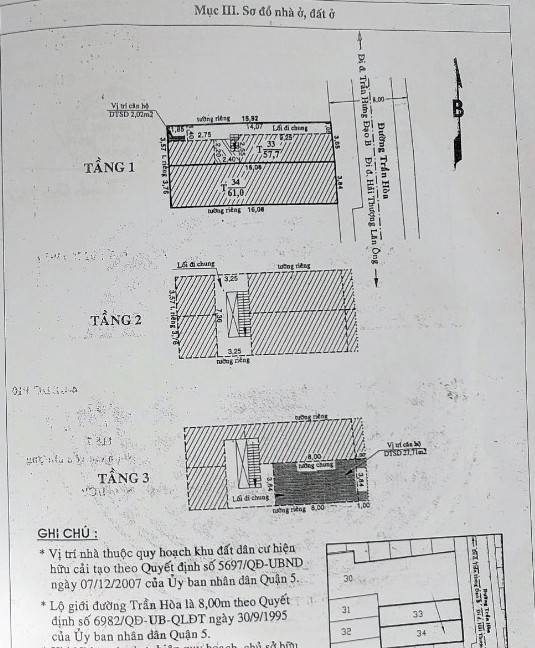 Mục III. Sơ đồ nhà ở, đất ở
Vị trí căn hộ
DTSD 2,02m2
tường riêng 15,92
1,85
1,40
2,75
14,07
Lối đi chung
9,25
8,00
Đi đ. Trần Hưng Đạo B
Đường Trần Hòa
Đi đ. Hải Thượng Lãn Ông
B
TẦNG 1
3,57 t. riêng 3,76
2,40
T 33
57,7
16,06
3,84
T 34
61,0
tường riêng 16,08
Lối đi chung
3,25
tường riêng
TẦNG 2
3,57 t. riêng 3,76
7,30
3,25
tường riêng
tường riêng
Vị trí căn hộ
DTSD 27,71m2
TẦNG 3
8,00
tường chung
3,84
3,84
Lối đi chung
tường riêng 8,00
1,00
GHI CHÚ :
* Vị trí nhà thuộc quy hoạch khu đất dân cư hiện
hữu cải tạo theo Quyết định số 5697/QĐ-UBND
ngày 07/12/2007 của Ủy ban nhân dân Quận 5.
* Lộ giới đường Trần Hòa là 8,00m theo Quyết
định số 6982/QĐ-UB-QLĐT ngày 30/9/1995
của Ủy ban nhân dân Quận 5.
30
31
33
32
34